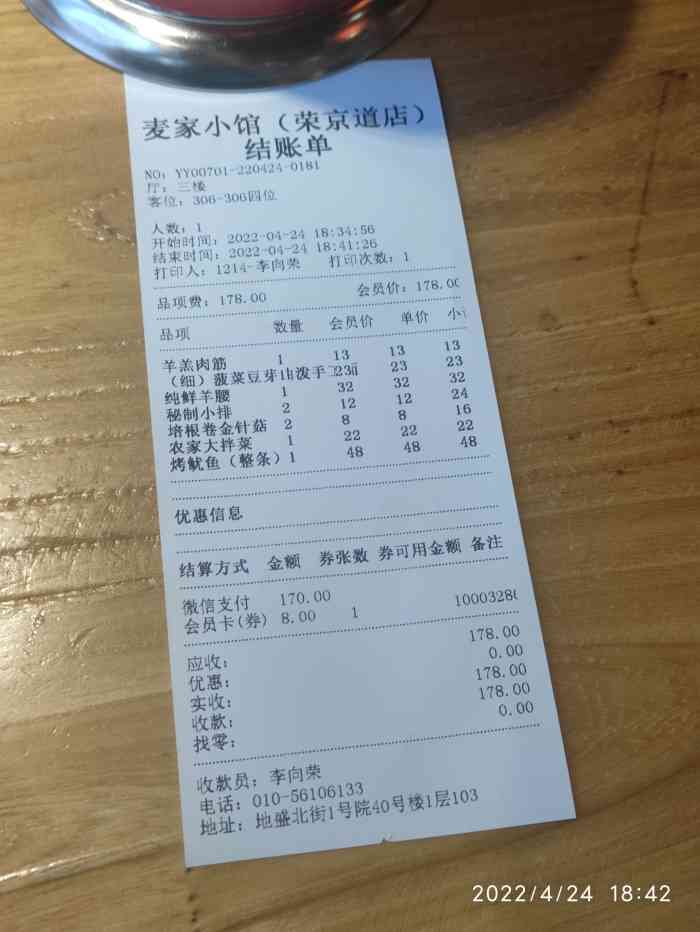 麦家小馆（荣京道店）
结账单
NO: YY00701-220424-0181
厅: 三楼
客位: 306-306四位
人数: 1
开始时间: 2022-04-24 18:34:56
结束时间: 2022-04-24 18:41:26
打印人: 1214-李向荣 打印次数: 1
品项费: 178.00 会员价: 178.00
品项 数量 会员价 单价 小
羊羔肉筋 1 13 13 13
（细）菠菜豆芽 泼手 23 23 23
纯鲜羊腰 1 32 32 32
秘制小排 2 12 12 24
培根卷金针菇 2 8 8 16
农家大拌菜 1 22 22 22
烤鱿鱼（整条）1 48 48 48
优惠信息
结算方式 金额 券张数 券可用金额 备注
微信支付 170.00
会员卡(券) 8.00 1 1000328
应收: 178.00
优惠: 0.00
实收: 178.00
收款: 178.00
找零: 0.00
收款员: 李向荣
电话: 010-56106133
地址: 地盛北街1号院40号楼1层103
2022/4/24 18:42